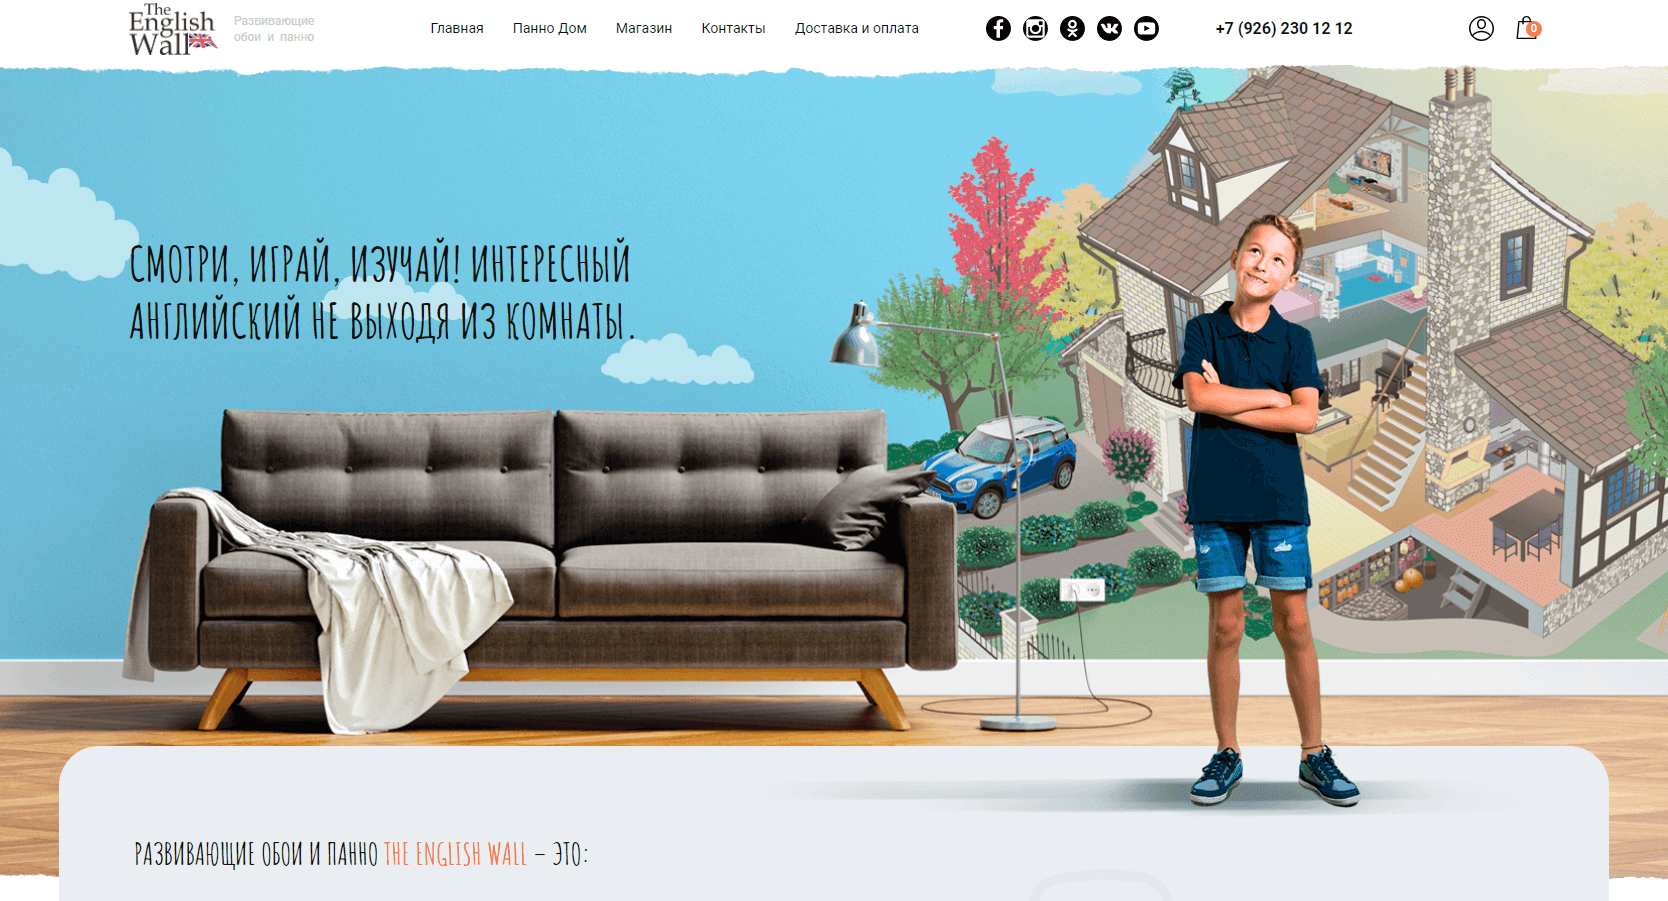 The
English
Wall
Развивающие
обои и панно
Главная
Панно Дом
Магазин
Контакты
Доставка и оплата
+7 (926) 230 12 12
0
СМОТРИ, ИГРАЙ, ИЗУЧАЙ! ИНТЕРЕСНЫЙ
АНГЛИЙСКИЙ НЕ ВЫХОДЯ ИЗ КОМНАТЫ.
РАЗВИВАЮЩИЕ ОБОИ И ПАННО THE ENGLISH WALL – ЭТО: